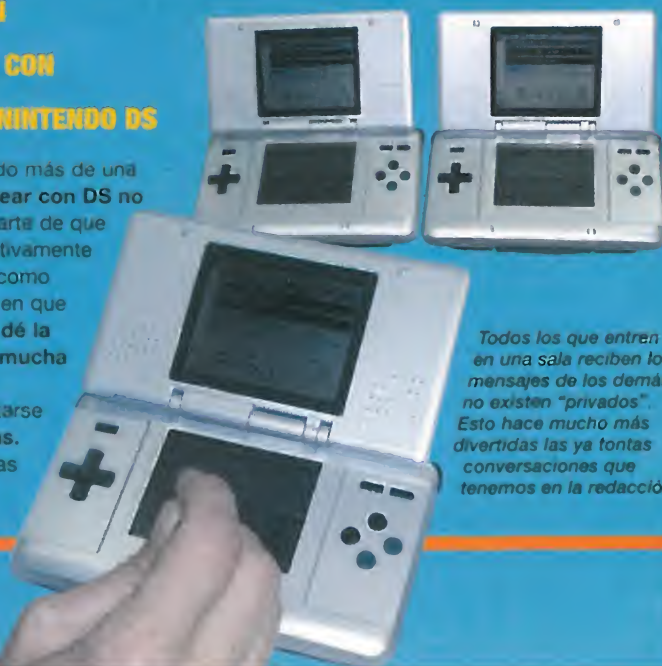 CON
NINTENDO DS
do más de una
ear con DS no
arte de que
tivamente
como
en que
dé la
mucha
arse
as.
as
Todos los que entren
en una sala reciben lo
mensajes de los demá
no existen "privados".
Esto hace mucho más
divertidas las ya tontas
conversaciones que
tenemos en la redacció